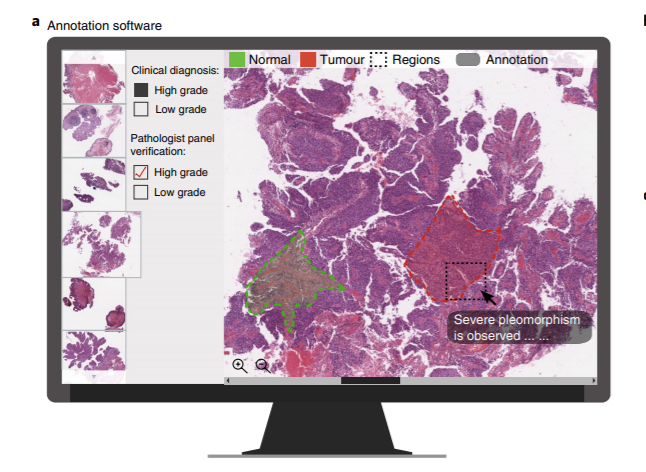 a Annotation software
Normal Tumour Regions Annotation
Clinical diagnosis:
High grade
Low grade
Pathologist panel
verification:
High grade
Low grade
Severe pleomorphism
is observed ... ...